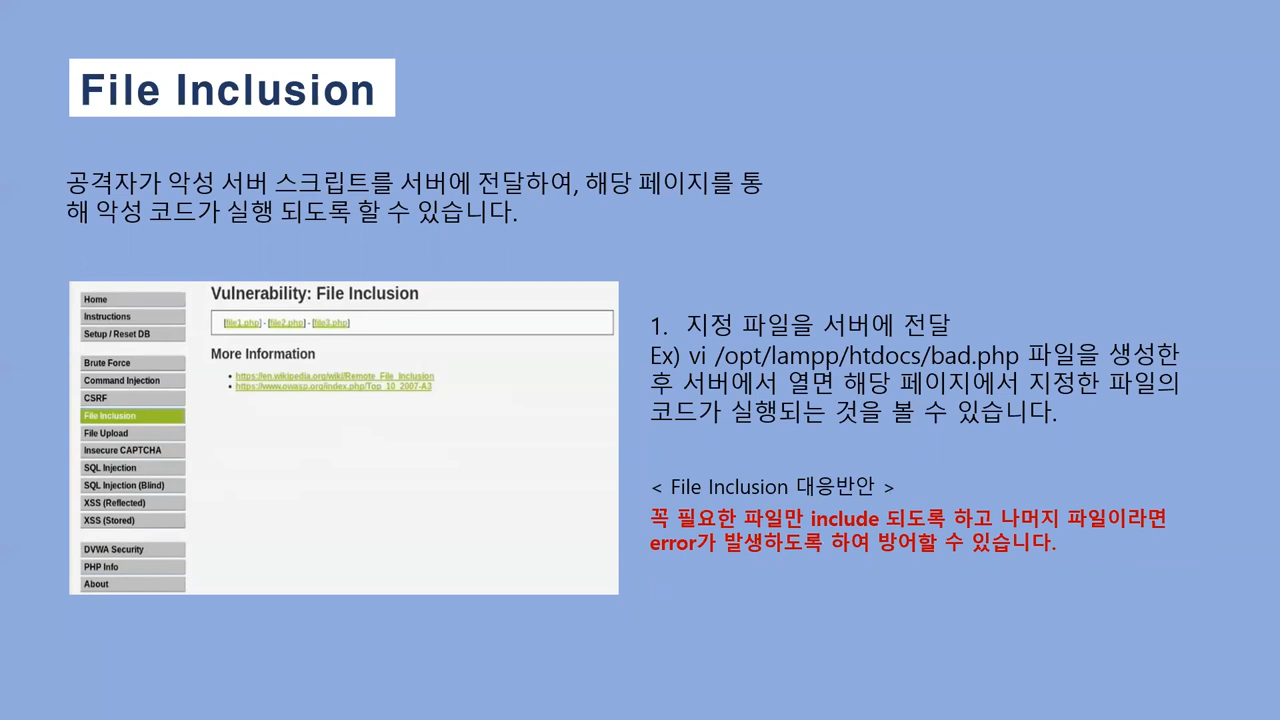 File Inclusion
공격자가 악성 서버 스크립트를 서버에 전달하여, 해당 페이지를 통
해 악성 코드가 실행 되도록 할 수 있습니다.
Home
Instructions
Setup / Reset DB
Brute Force
Command Injection
CSRF
File Inclusion
File Upload
Insecure CAPTCHA
SQL Injection
SQL Injection (Blind)
XSS (Reflected)
XSS (Stored)
DVWA Security
PHP Info
About
Vulnerability: File Inclusion
[file1.php] - [file2.php] - [file3.php]
More Information
• https://en.wikipedia.org/wiki/Remote_File_Inclusion
• https://www.owasp.org/index.php/Top_10_2007-A3
1. 지정 파일을 서버에 전달
Ex) vi /opt/lampp/htdocs/bad.php 파일을 생성한
후 서버에서 열면 해당 페이지에서 지정한 파일의
코드가 실행되는 것을 볼 수 있습니다.
< File Inclusion 대응반안 >
꼭 필요한 파일만 include 되도록 하고 나머지 파일이라면
error가 발생하도록 하여 방어할 수 있습니다.